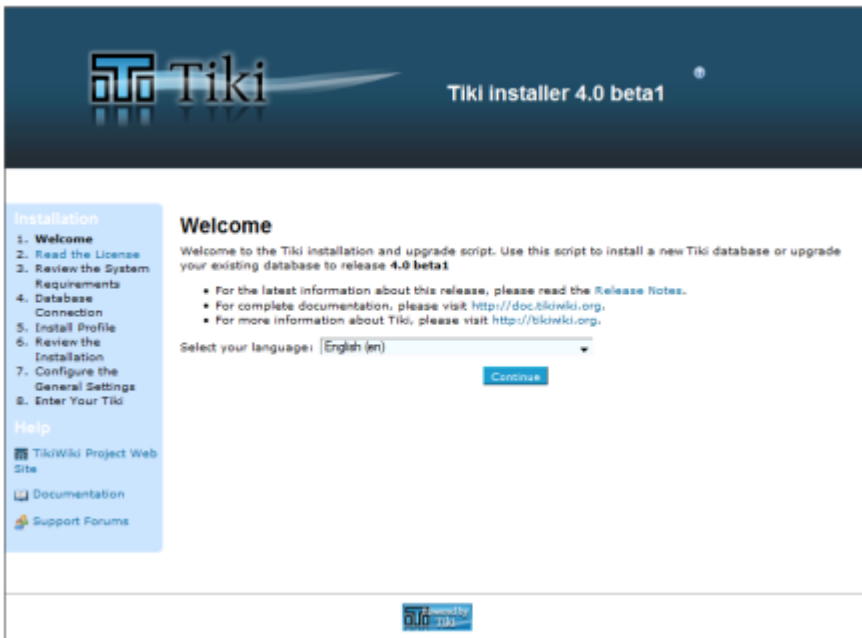 Tiki
Tiki installer 4.0 beta1
Installation
1. Welcome
2. Read the License
3. Review the System
Requirements
4. Database
Connection
5. Install Profile
6. Review the
Installation
7. Configure the
General Settings
8. Enter Your Tiki
Help
TikiWiki Project Web
Site
Documentation
Support Forums
Welcome
Welcome to the Tiki installation and upgrade script. Use this script to install a new Tiki database or upgrade
your existing database to release 4.0 beta1
• For the latest information about this release, please read the Release Notes.
• For complete documentation, please visit http://doc.tikiwiki.org.
• For more information about Tiki, please visit http://tikiwiki.org.
Select your language: English (en)
Continue
Powered by
Tiki